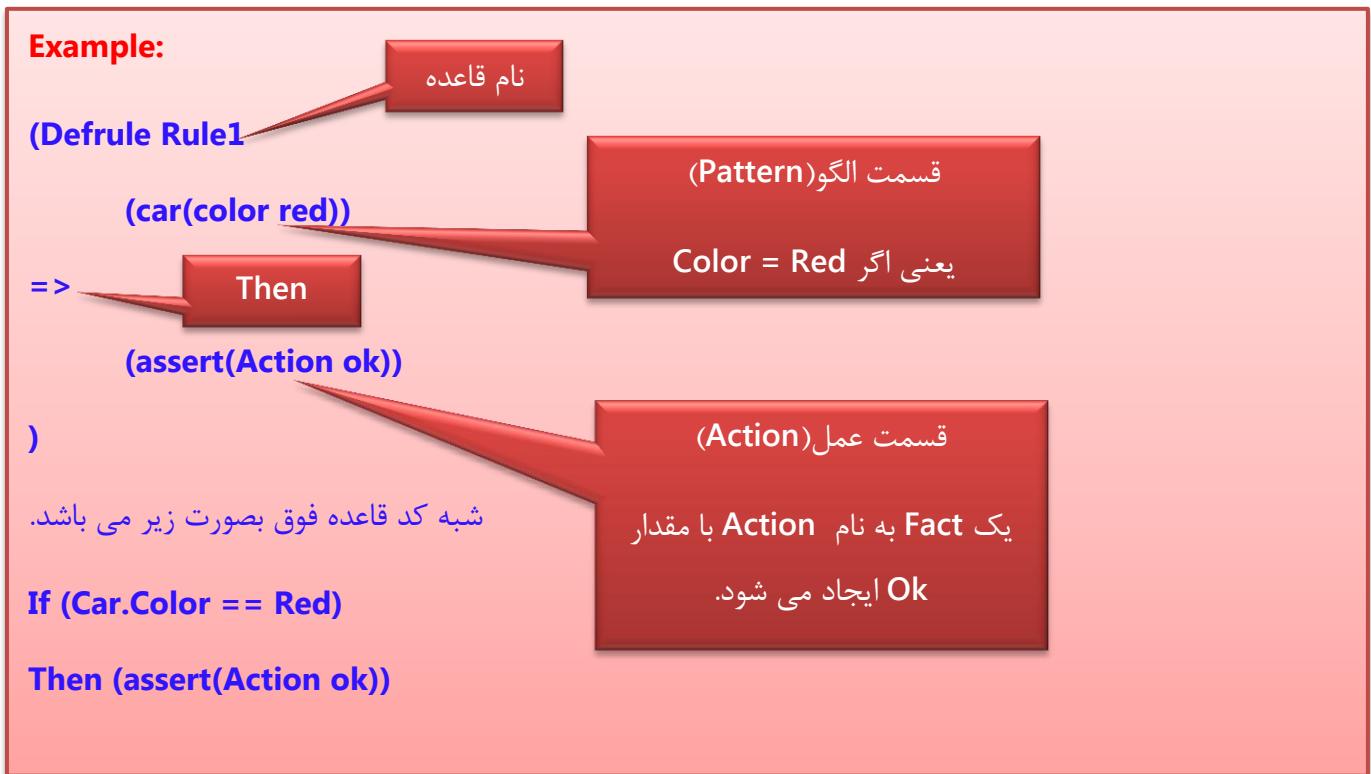 Example:
نام قاعده
(Defrule Rule1
قسمت الگو(Pattern)
(car(color red))
یعنی اگر Color = Red
=>
Then
(assert(Action ok))
قسمت عمل(Action)
)
یک Fact به نام Action با مقدار
Ok ایجاد می شود.
شبه کد قاعده فوق بصورت زیر می باشد.
If (Car.Color == Red)
Then (assert(Action ok))